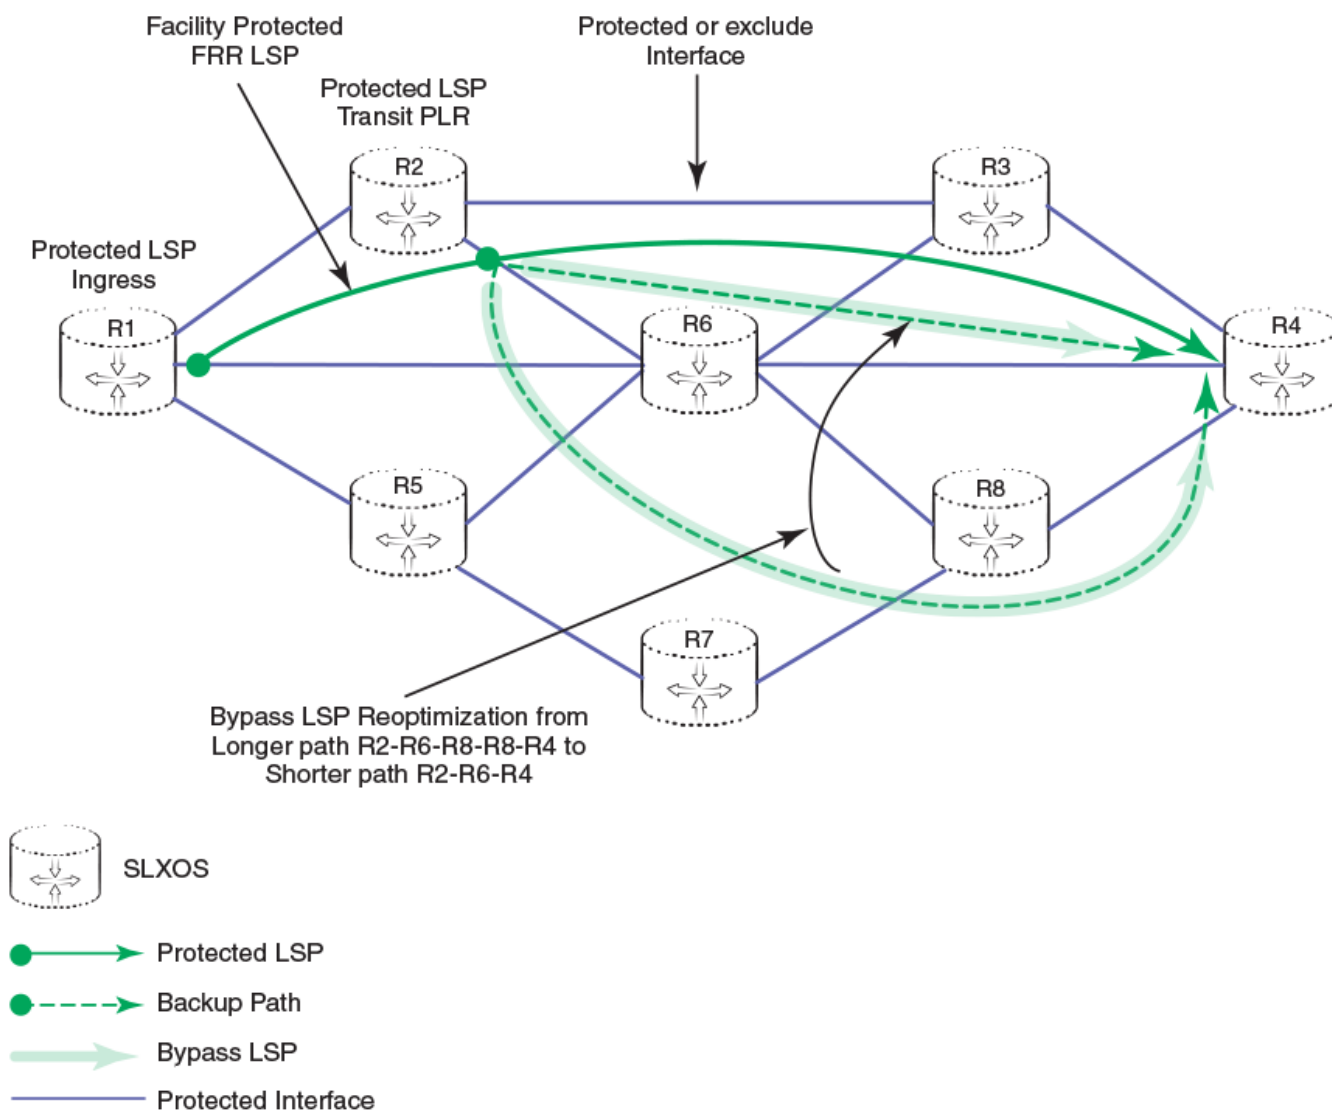 Facility Protected
FRR LSP
Protected or exclude
Interface
Protected LSP
Transit PLR
R2
R3
Protected LSP
Ingress
R1
R6
R4
R5
R8
R7
Bypass LSP Reoptimization from
Longer path R2-R6-R8-R8-R4 to
Shorter path R2-R6-R4
SLXOS
Protected LSP
Backup Path
Bypass LSP
Protected Interface